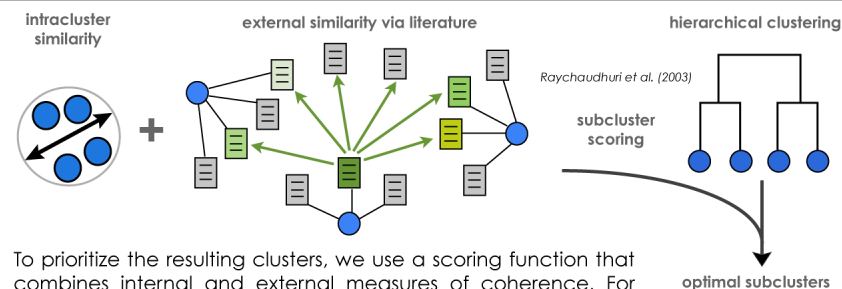 intracluster
similarity
external similarity via literature
hierarchical clustering
Raychaudhuri et al. (2003)
subcluster
scoring
+
To prioritize the resulting clusters, we use a scoring function that
combines internal and external measures of coherence. For
optimal subclusters